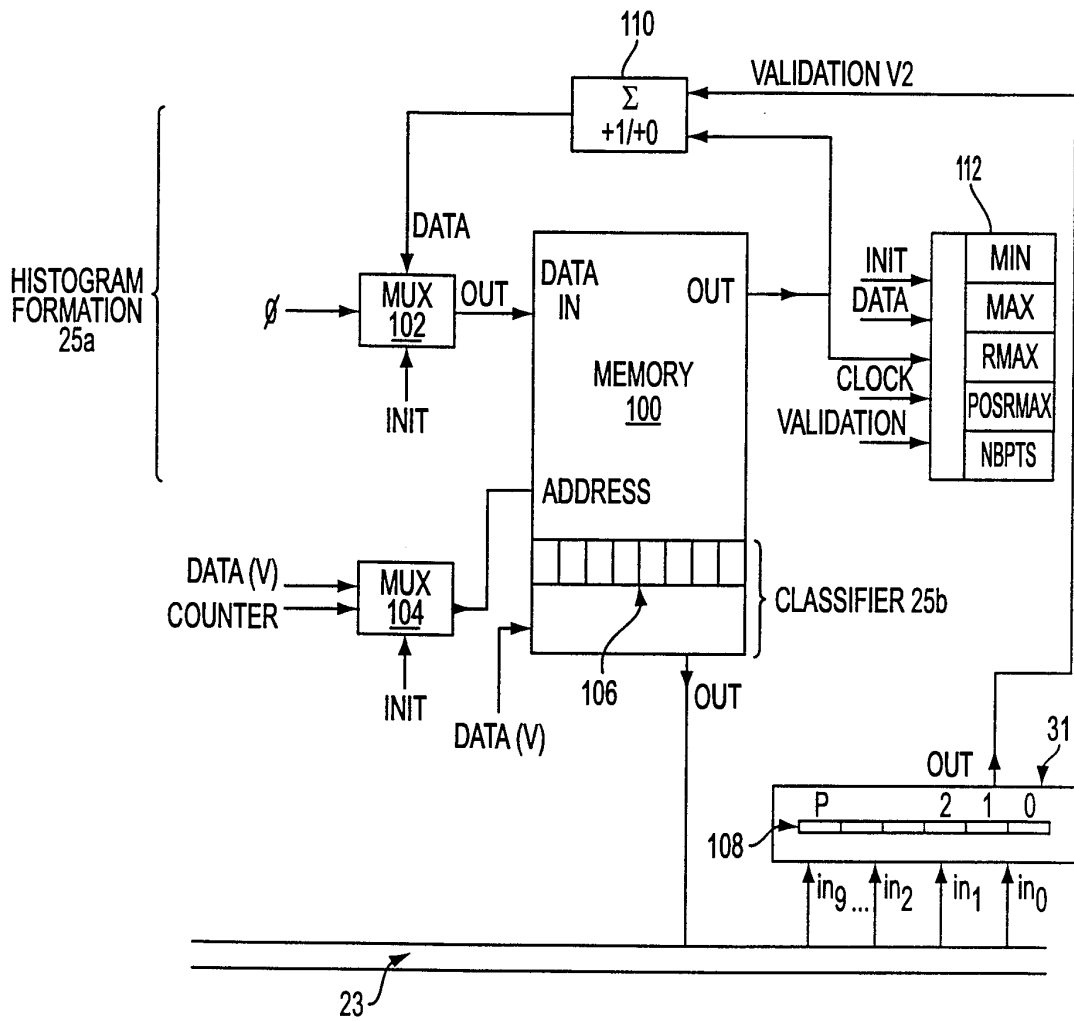 110
VALIDATION V2
Σ
+1/+0
112
DATA
HISTOGRAM
FORMATION
25a
ø
MUX
102
OUT
INIT
DATA
IN
OUT
MEMORY
100
ADDRESS
INIT
DATA
CLOCK
VALIDATION
MIN
MAX
RMAX
POSRMAX
NBPTS
DATA (V)
COUNTER
MUX
104
INIT
DATA (V)
106
CLASSIFIER 25b
OUT
OUT
31
P 2 1 0
108
in9 ... in2 in1 in0
23